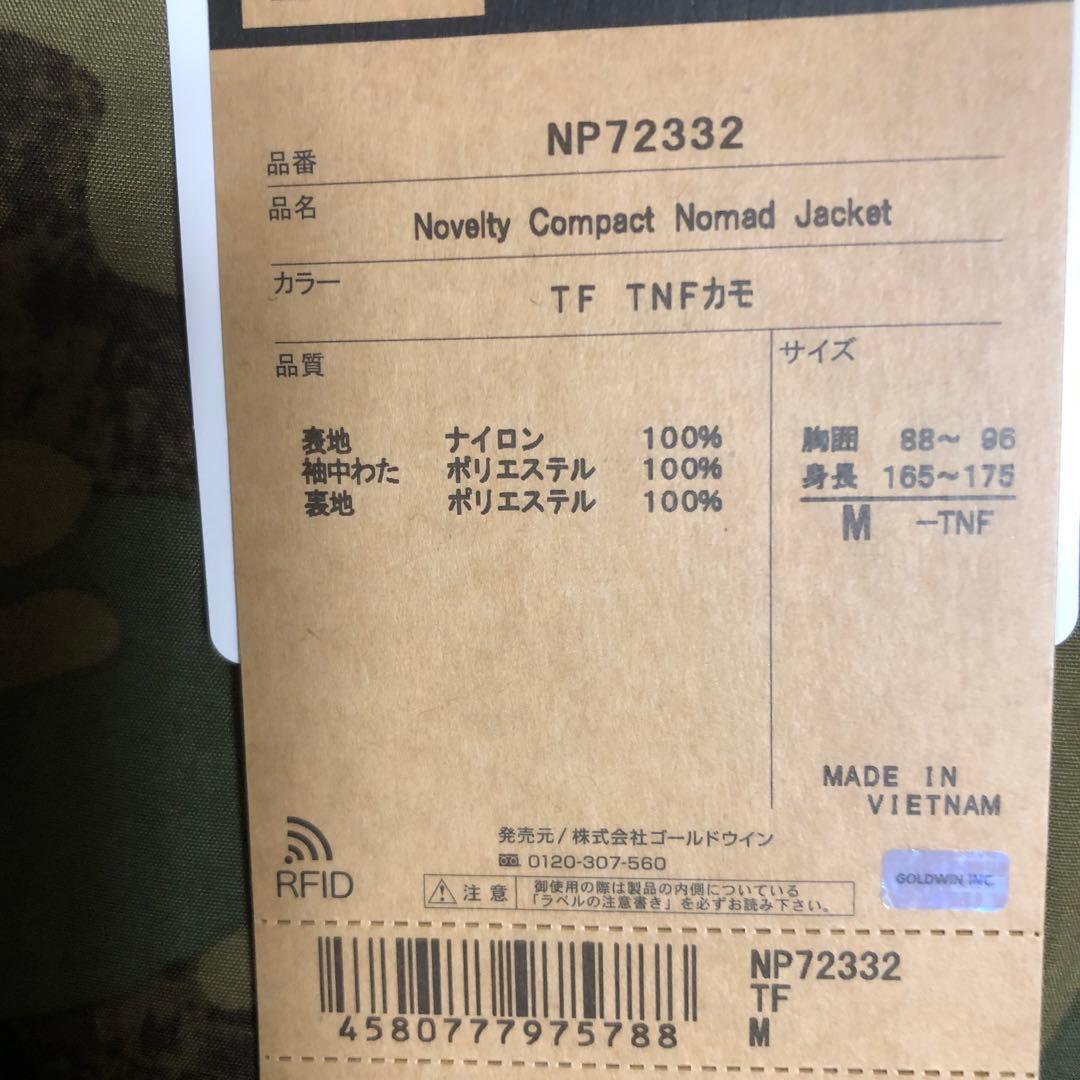 品番 NP72332
品名 Novelty Compact Nomad Jacket
カラー TF TNFカモ
品質
表地 ナイロン 100%
袖中わた ポリエステル 100%
裏地 ポリエステル 100%
サイズ
胸囲 88～ 96
身長 165～175
M -TNF
MADE IN
VIETNAM
発売元/株式会社ゴールドウイン
0120-307-560
RFID
注意
御使用の際は製品の内側についている
「ラベルの注意書き」を必ずお読み下さい。
GOLDWIN INC.
4580777975788
NP72332
TF
M